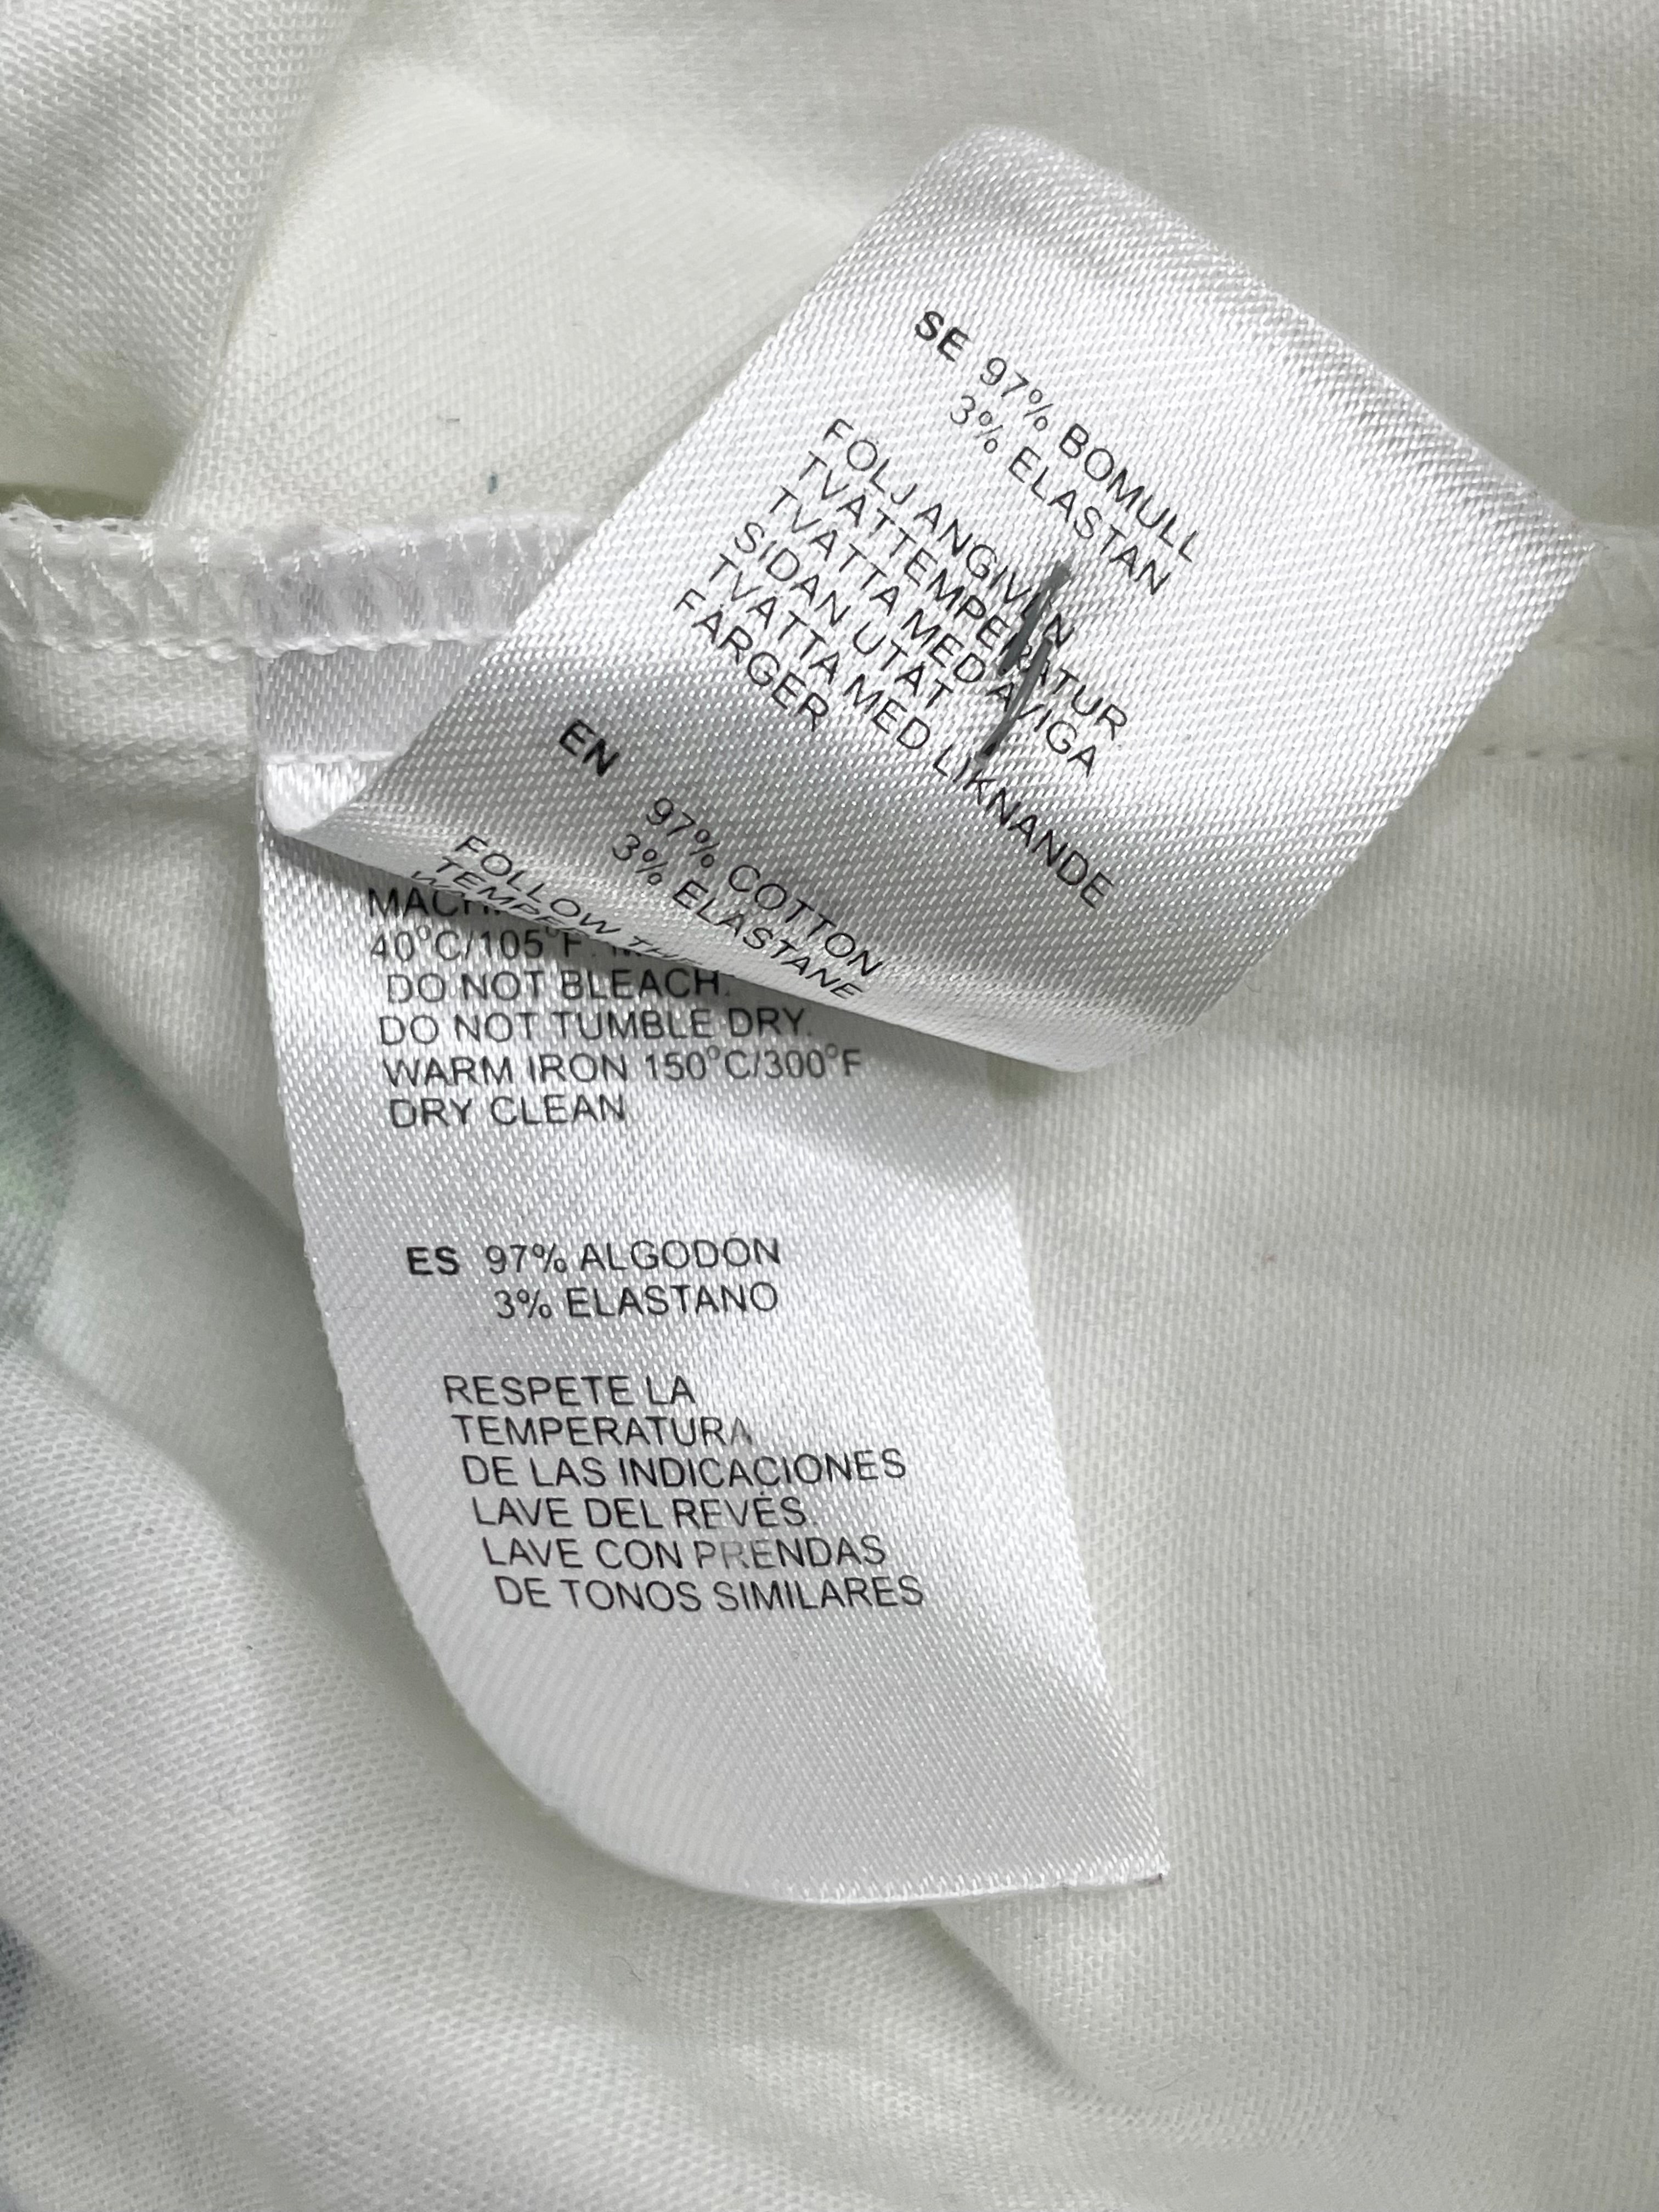 SE 97% BOMULL
3% ELASTAN
FÖLJ ANGIVEN
TVÄTTEMPERATUR
TVÄTTA MED AVIGA
SIDAN UTÅT
TVÄTTA MED LIKNANDE
FÄRGER
EN 97% COTTON
3% ELASTANE
FOLLOW THE
40°C/105°F.
DO NOT BLEACH.
DO NOT TUMBLE DRY.
WARM IRON 150°C/300°F
DRY CLEAN
ES 97% ALGODÓN
3% ELASTANO
RESPETE LA
TEMPERATURA
DE LAS INDICACIONES
LAVE DEL REVÉS.
LAVE CON PRENDAS
DE TONOS SIMILARES